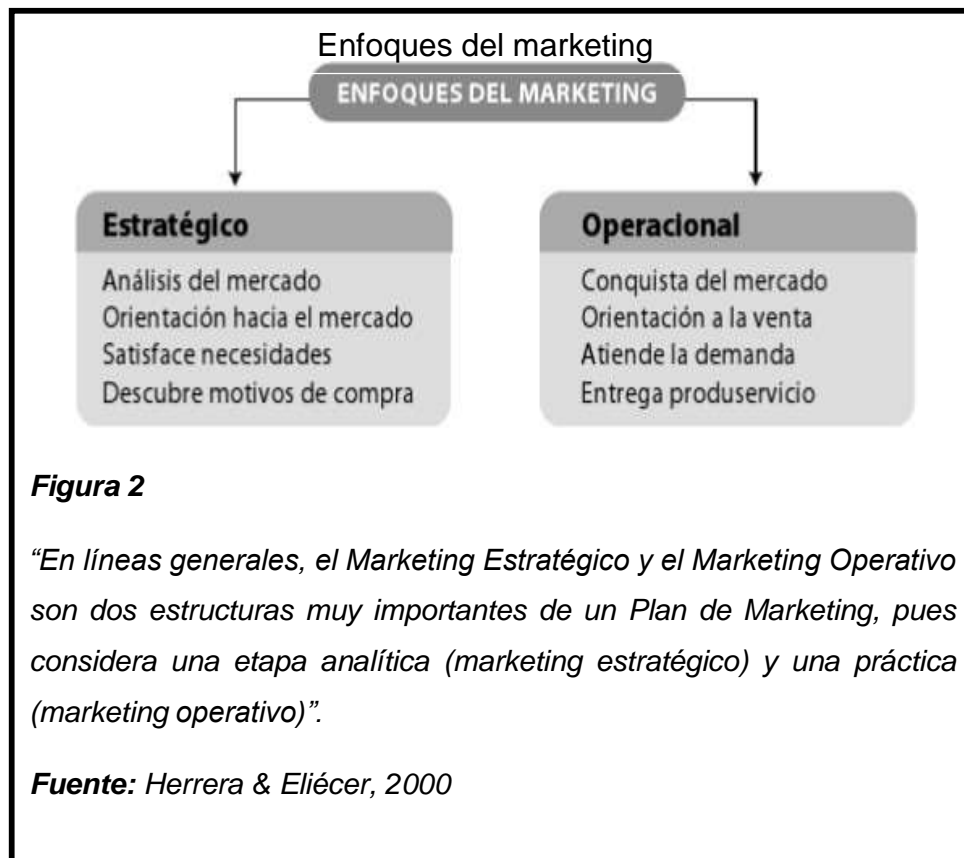 Enfoques del marketing
ENFOQUES DEL MARKETING
Estratégico
Análisis del mercado
Orientación hacia el mercado
Satisface necesidades
Descubre motivos de compra
Operacional
Conquista del mercado
Orientación a la venta
Atiende la demanda
Entrega produservicio
Figura 2
“En líneas generales, el Marketing Estratégico y el Marketing Operativo
son dos estructuras muy importantes de un Plan de Marketing, pues
considera una etapa analítica (marketing estratégico) y una práctica
(marketing operativo)”.
Fuente: Herrera & Eliécer, 2000